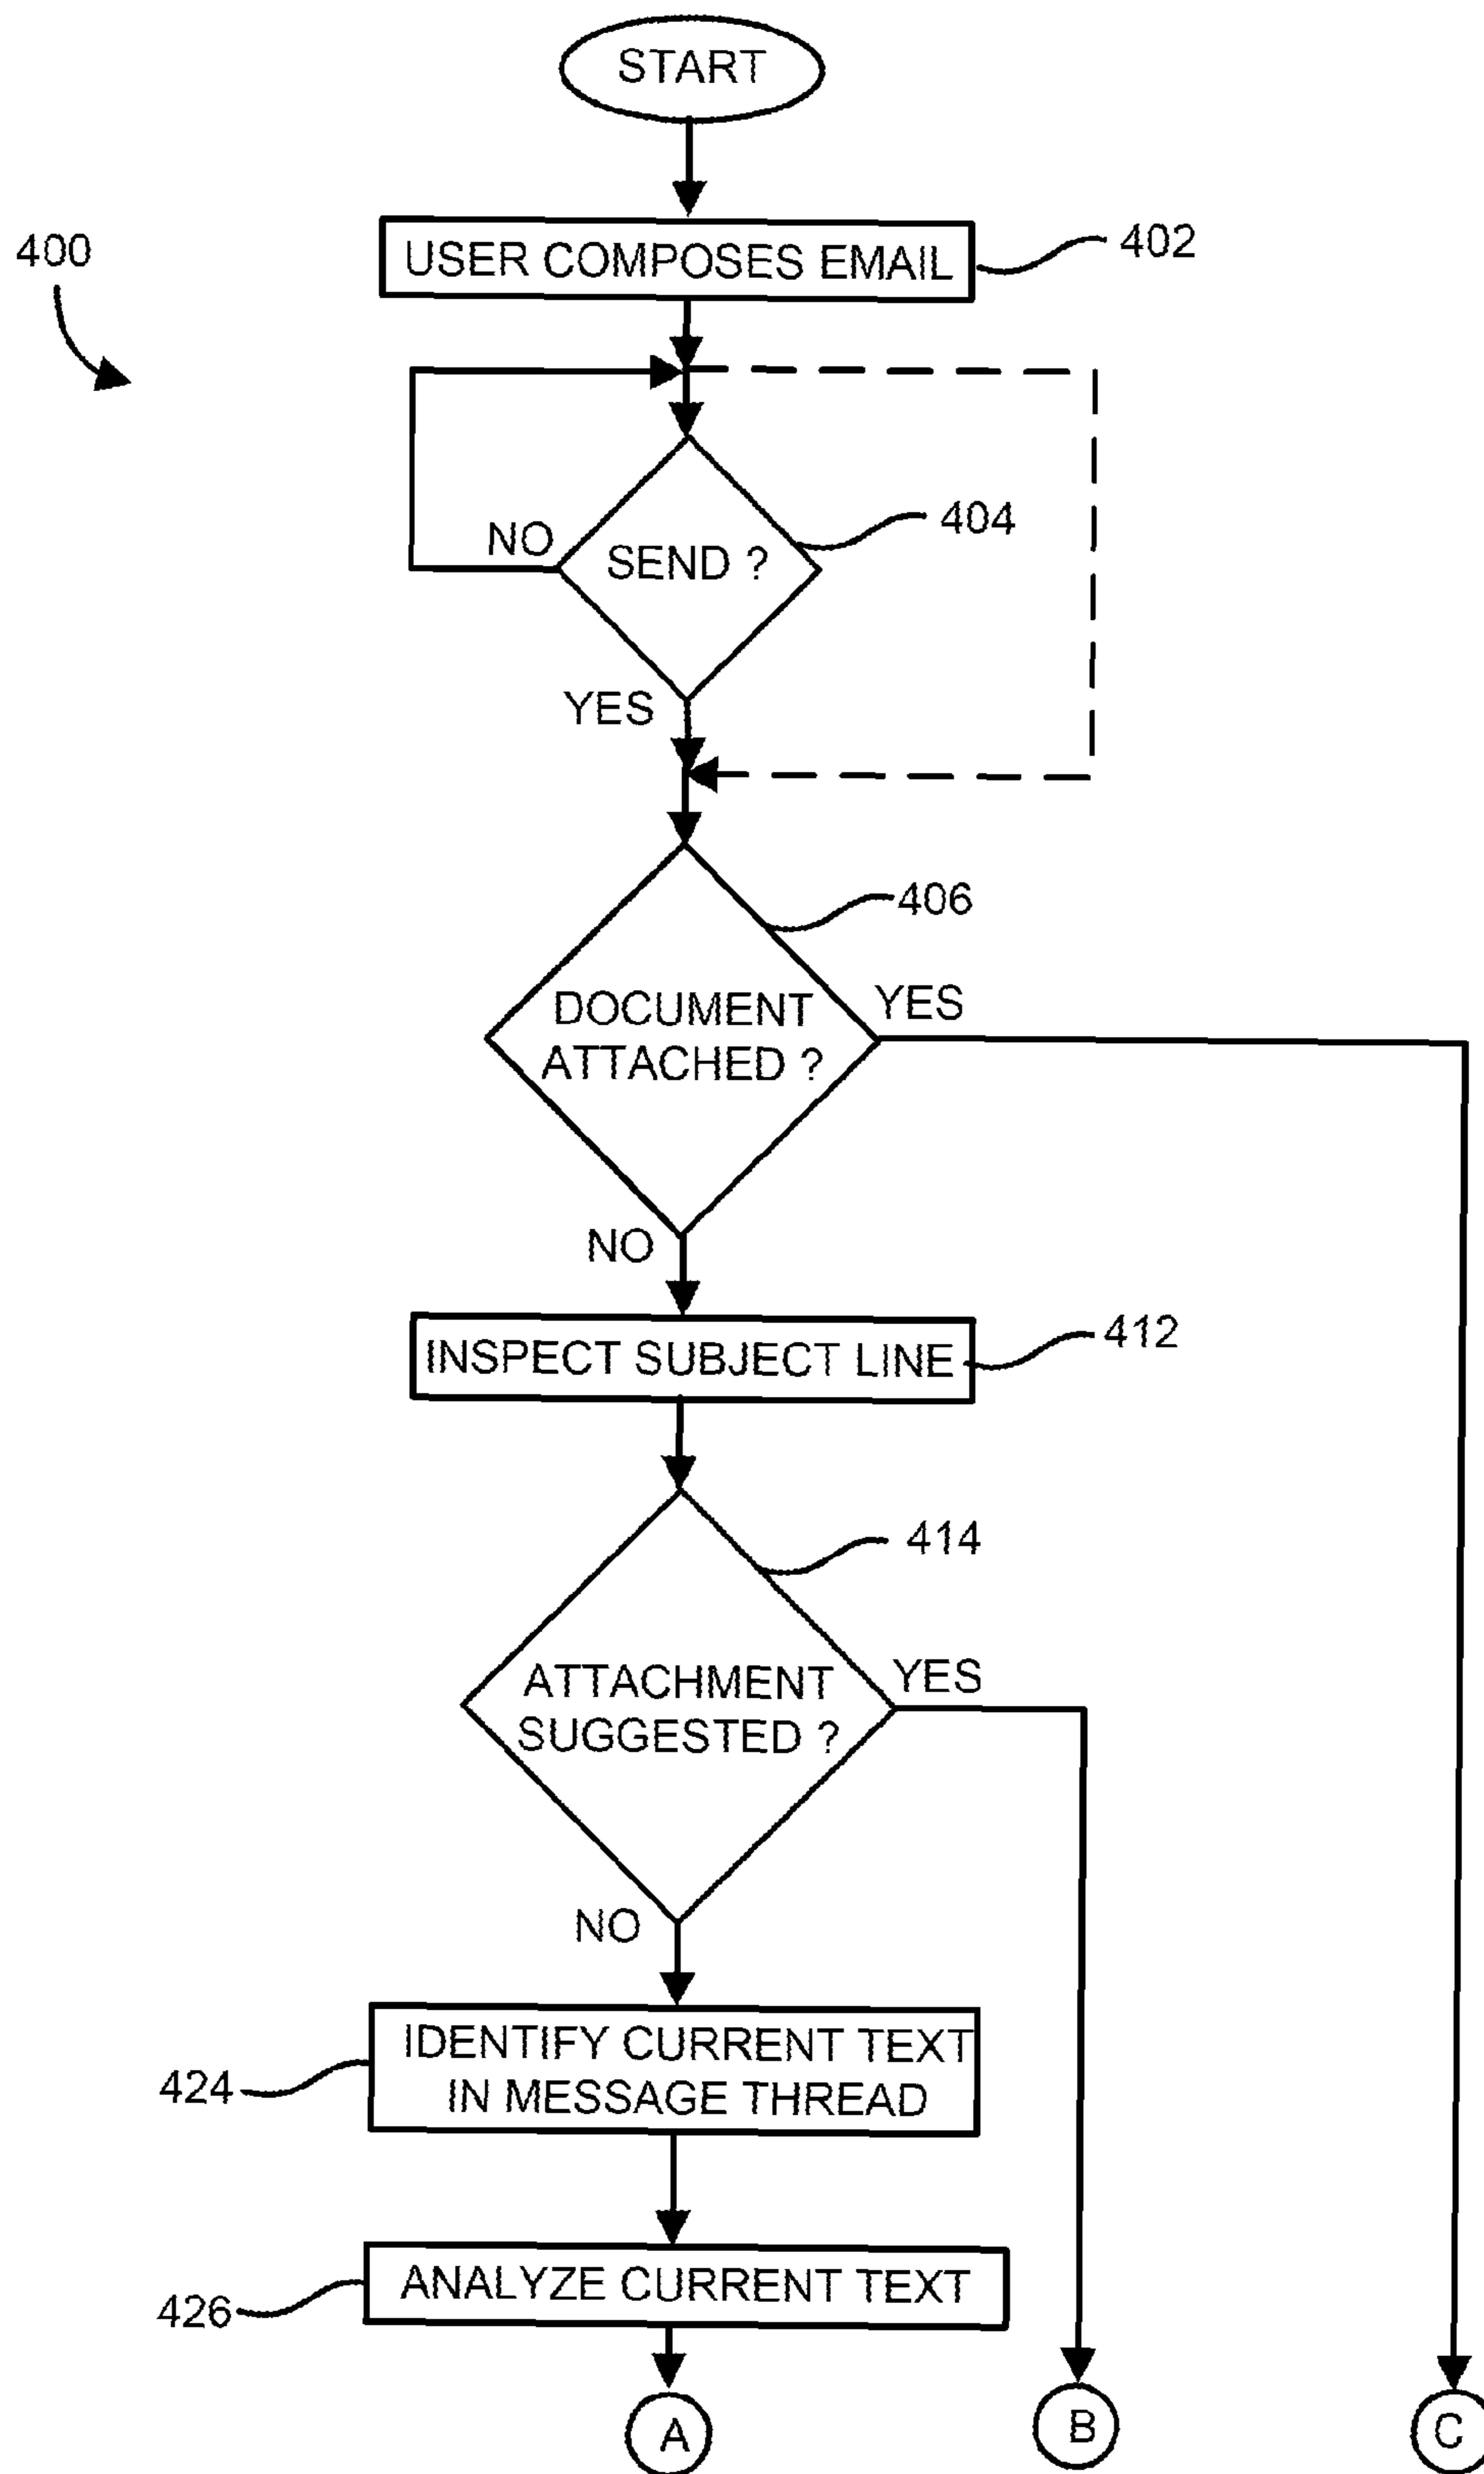 START
400
USER COMPOSES EMAIL
402
NO
SEND ?
404
YES
406
DOCUMENT
ATTACHED ?
YES
NO
INSPECT SUBJECT LINE
412
414
ATTACHMENT
SUGGESTED ?
YES
NO
IDENTIFY CURRENT TEXT
IN MESSAGE THREAD
424
ANALYZE CURRENT TEXT
426
A
B
C